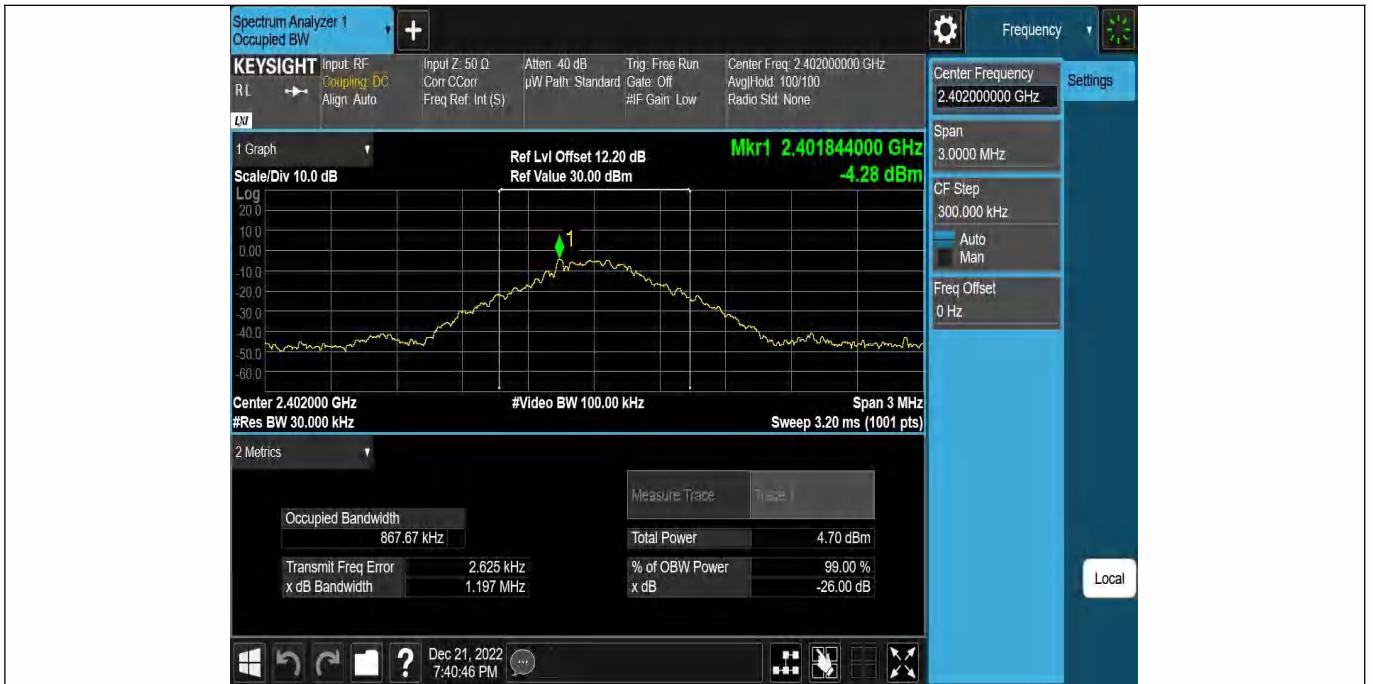 Spectrum Analyzer 1
Occupied BW
+
Frequency
KEYSIGHT
R L
LXI
Input: RF
Coupling: DC
Align: Auto
Input Z: 50 Ω
Corr CCorr
Freq Ref: Int (S)
Atten: 40 dB
µW Path: Standard
Trig: Free Run
Gate: Off
#IF Gain: Low
Center Freq: 2.402000000 GHz
Avg|Hold: 100/100
Radio Std: None
Center Frequency
2.402000000 GHz
Settings
Span
3.0000 MHz
CF Step
300.000 kHz
Auto
Man
Freq Offset
0 Hz
Local
1 Graph
Scale/Div 10.0 dB
Ref Lvl Offset 12.20 dB
Ref Value 30.00 dBm
Mkr1 2.401844000 GHz
-4.28 dBm
Log
20.0
10.0
0.00
-10.0
-20.0
-30.0
-40.0
-50.0
-60.0
1
Center 2.402000 GHz
#Res BW 30.000 kHz
#Video BW 100.00 kHz
Span 3 MHz
Sweep 3.20 ms (1001 pts)
2 Metrics
Measure Trace Trace 1
Occupied Bandwidth
867.67 kHz
Total Power 4.70 dBm
Transmit Freq Error 2.625 kHz
% of OBW Power 99.00 %
x dB Bandwidth 1.197 MHz
x dB -26.00 dB
?
Dec 21, 2022
7:40:46 PM